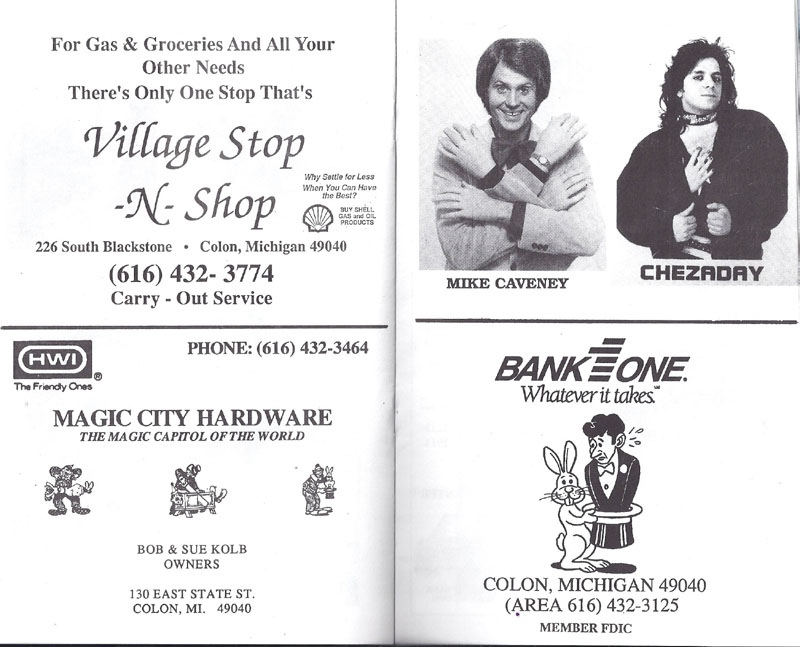 For Gas & Groceries And All Your
Other Needs
There's Only One Stop That's
Village Stop
-N- Shop
Why Settle for Less
When You Can Have
the Best?
BUY SHELL
GAS and OIL
PRODUCTS
226 South Blackstone • Colon, Michigan 49040
(616) 432- 3774
Carry - Out Service
HWI
The Friendly Ones
PHONE: (616) 432-3464
MAGIC CITY HARDWARE
THE MAGIC CAPITOL OF THE WORLD
BOB & SUE KOLB
OWNERS
130 EAST STATE ST.
COLON, MI. 49040
MIKE CAVENEY
CHEZADAY
BANK ONE.
Whatever it takes.
COLON, MICHIGAN 49040
(AREA 616) 432-3125
MEMBER FDIC